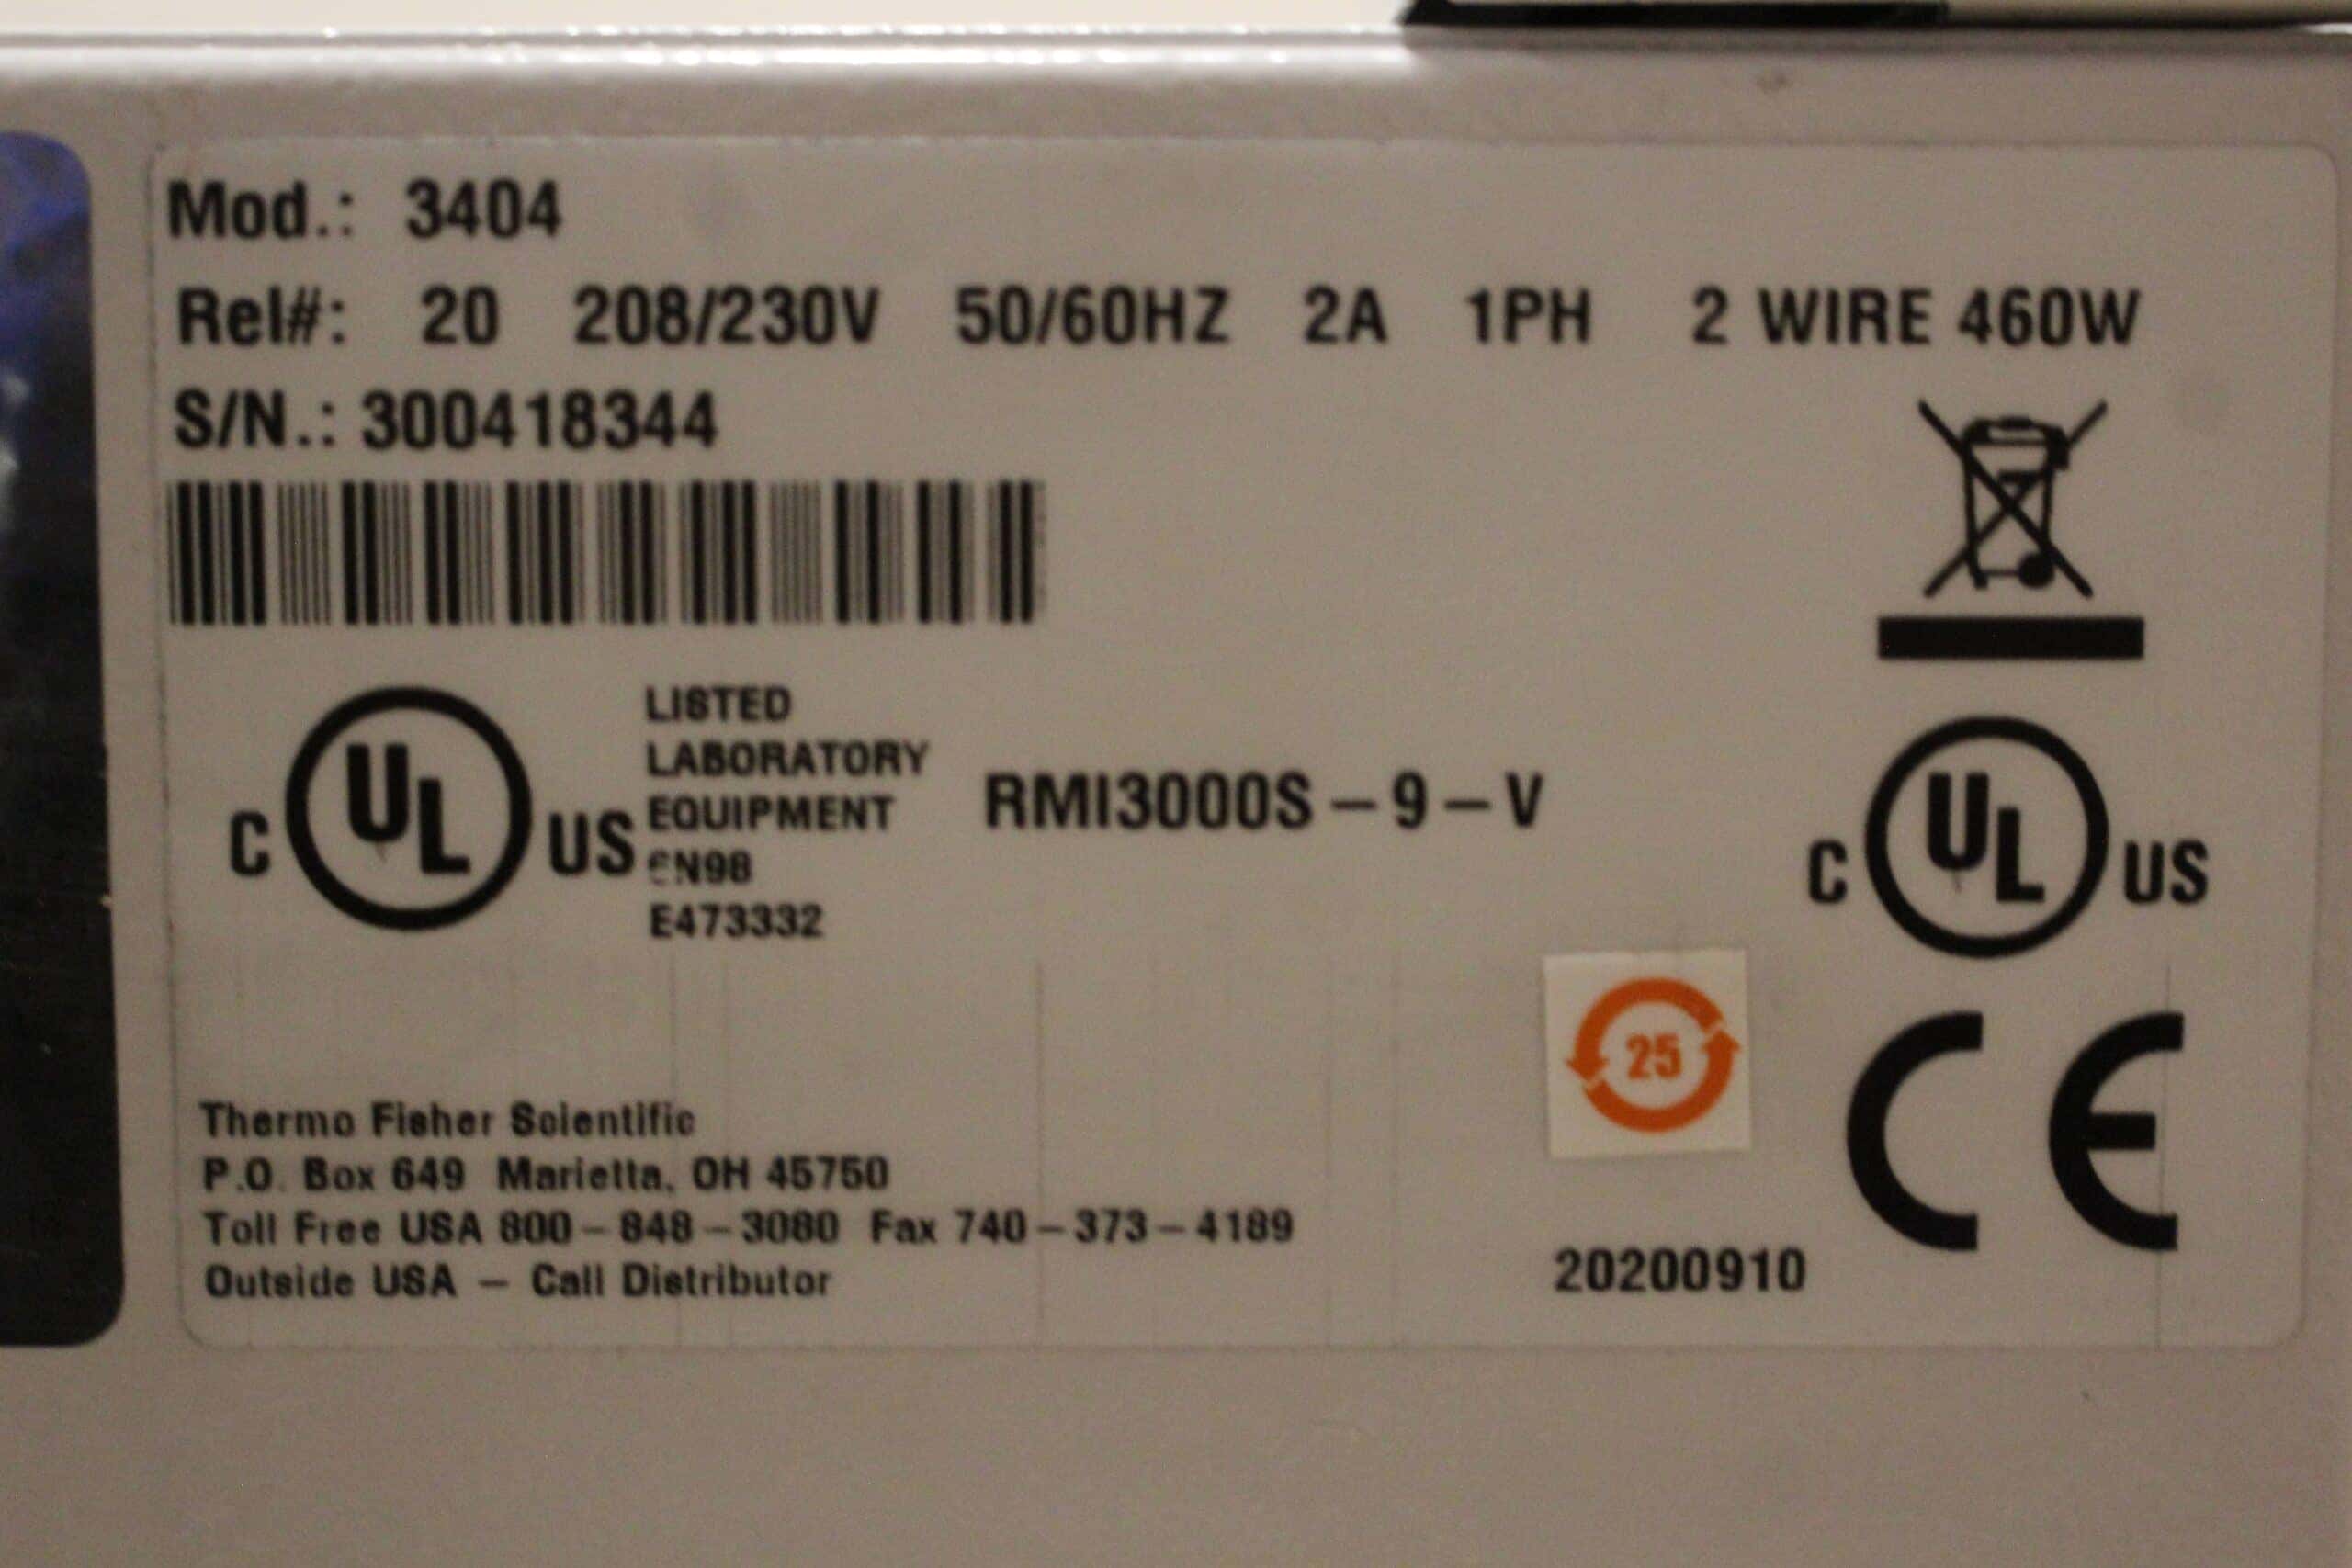 Mod.: 3404
Rel#: 20 208/230V 50/60HZ 2A 1PH 2 WIRE 460W
S/N.: 300418344
C UL US
LISTED
LABORATORY
EQUIPMENT
6N98
E473332
RMI3000S-9-V
C UL US
25
CE
Thermo Fisher Scientific
P.O. Box 649 Marietta, OH 45750
Toll Free USA 800-848-3080 Fax 740-373-4189
Outside USA - Call Distributor
20200910